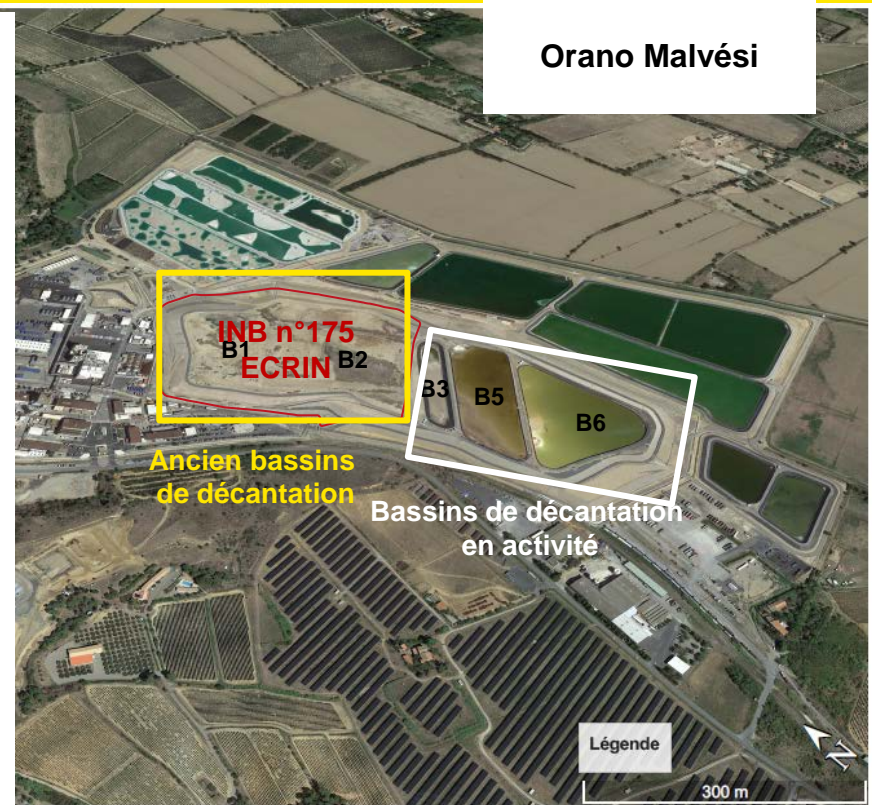 Orano Malvési
INB n°175
B1
B2
ECRIN
B3
B5
B6
Ancien bassins
de décantation
Bassins de décantation
en activité
Légende
N
300 m